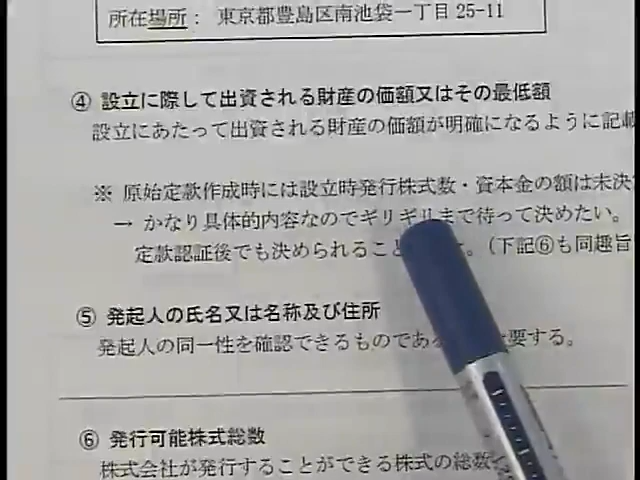 所在場所： 東京都豊島区南池袋一丁目25-11
④ 設立に際して出資される財産の価額又はその最低額
設立にあたって出資される財産の価額が明確になるように記載
※ 原始定款作成時には設立時発行株式数・資本金の額は未決
→ かなり具体的内容なのでギリギリまで待って決めたい。
定款認証後でも決められること 。（下記⑥も同趣旨
⑤ 発起人の氏名又は名称及び住所
発起人の同一性を確認できるものである 要する。
⑥ 発行可能株式総数
株式会社が発行することができる株式の総数